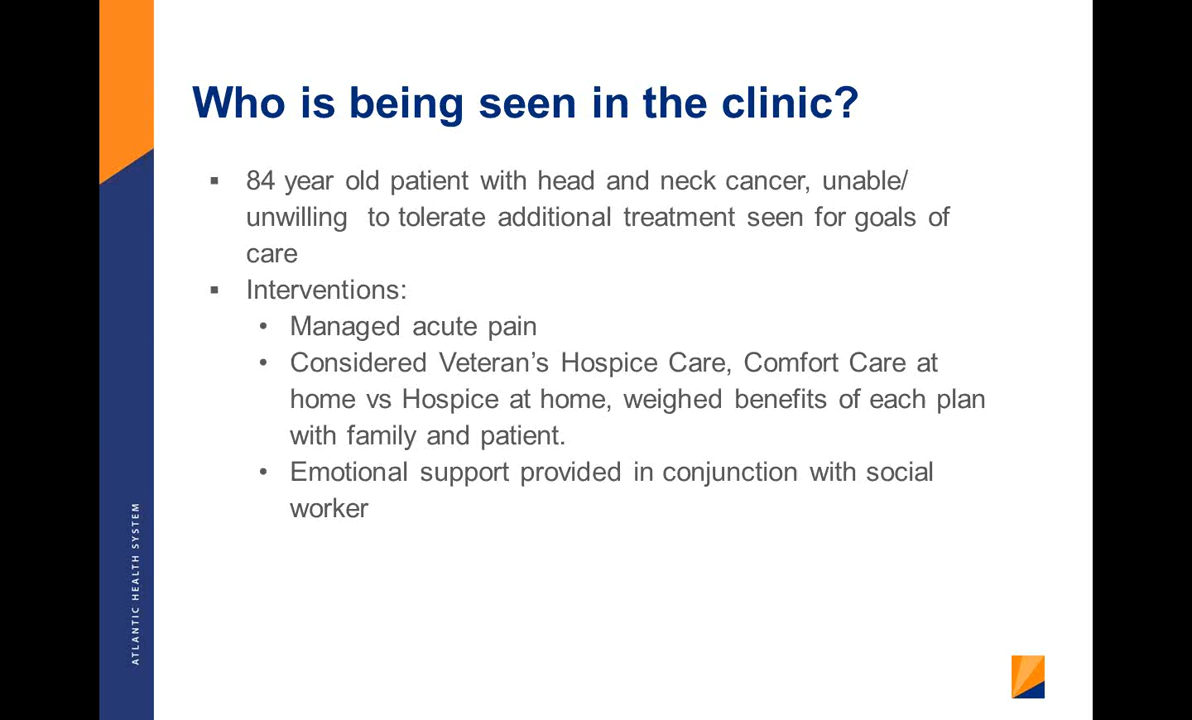 Who is being seen in the clinic?
▪ 84 year old patient with head and neck cancer, unable/
unwilling to tolerate additional treatment seen for goals of
care
▪ Interventions:
• Managed acute pain
• Considered Veteran’s Hospice Care, Comfort Care at
home vs Hospice at home, weighed benefits of each plan
with family and patient.
• Emotional support provided in conjunction with social
worker
ATLANTIC HEALTH SYSTEM